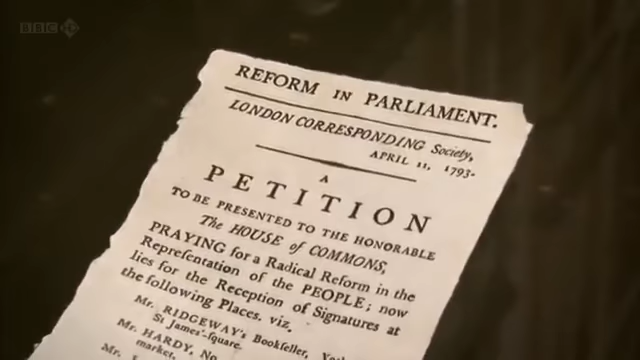 BBC HD
REFORM IN PARLIAMENT.
LONDON CORRESPONDING Society,
APRIL 11, 1793.
A
PETITION
TO BE PRESENTED TO THE HONORABLE
The HOUSE of COMMONS,
PRAYING for a Radical Reform in the
Representation of the PEOPLE; now
lies for the Reception of Signatures at
the following Places. viz.
Mr. RIDGEWAY's Bookseller,
St James'-square.
Mr. HARDY, No.
market,
Mr.